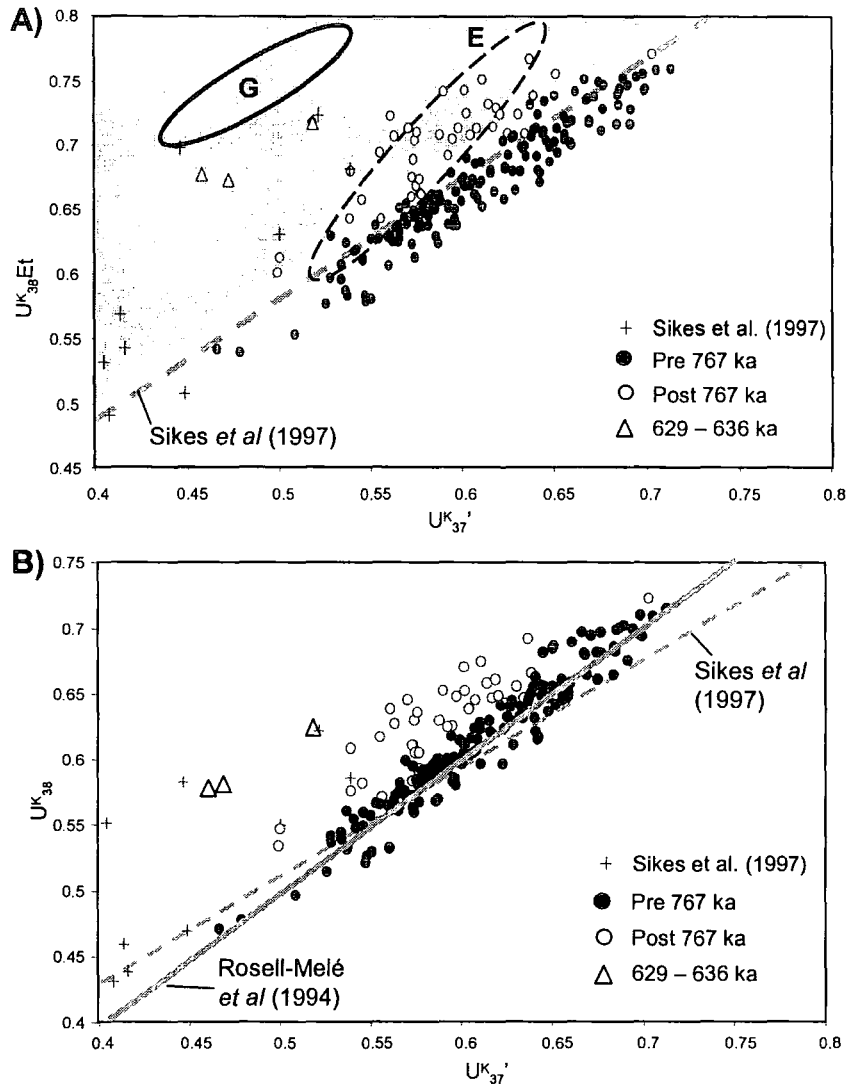 A)
0.8
0.75
0.7
0.65
0.6
0.55
0.5
0.45
U^K_38Et
G
E
+ Sikes et al. (1997)
● Pre 767 ka
○ Post 767 ka
△ 629 – 636 ka
Sikes et al (1997)
0.4 0.45 0.5 0.55 0.6 0.65 0.7 0.75 0.8
U^K_37'
B)
0.75
0.7
0.65
0.6
0.55
0.5
0.45
0.4
U^K_38
Sikes et al
(1997)
+ Sikes et al. (1997)
● Pre 767 ka
○ Post 767 ka
△ 629 – 636 ka
Rosell-Melé
et al (1994)
0.4 0.45 0.5 0.55 0.6 0.65 0.7 0.75 0.8
U^K_37'